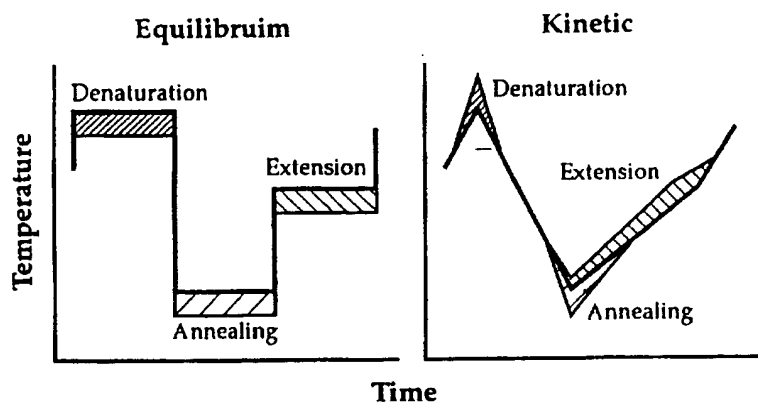 Equilibruim
Kinetic
Denaturation
Denaturation
Extension
Extension
Temperature
Annealing
Annealing
Time